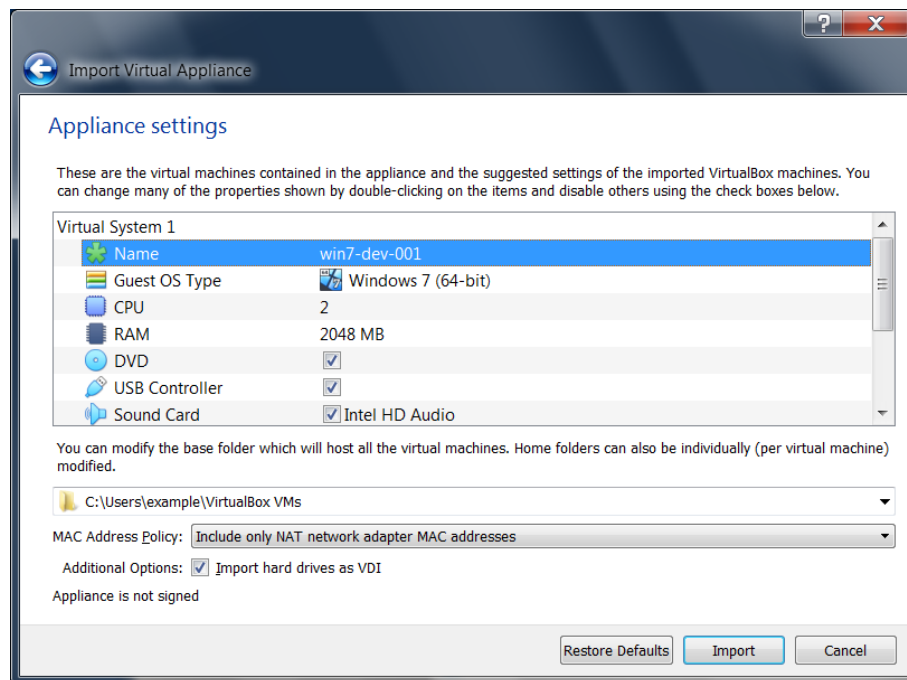 Import Virtual Appliance
Appliance settings
These are the virtual machines contained in the appliance and the suggested settings of the imported VirtualBox machines. You
can change many of the properties shown by double-clicking on the items and disable others using the check boxes below.
Virtual System 1
Name win7-dev-001
Guest OS Type Windows 7 (64-bit)
CPU 2
RAM 2048 MB
DVD
USB Controller
Sound Card Intel HD Audio
You can modify the base folder which will host all the virtual machines. Home folders can also be individually (per virtual machine)
modified.
C:\Users\example\VirtualBox VMs
MAC Address Policy: Include only NAT network adapter MAC addresses
Additional Options: Import hard drives as VDI
Appliance is not signed
Restore Defaults Import Cancel